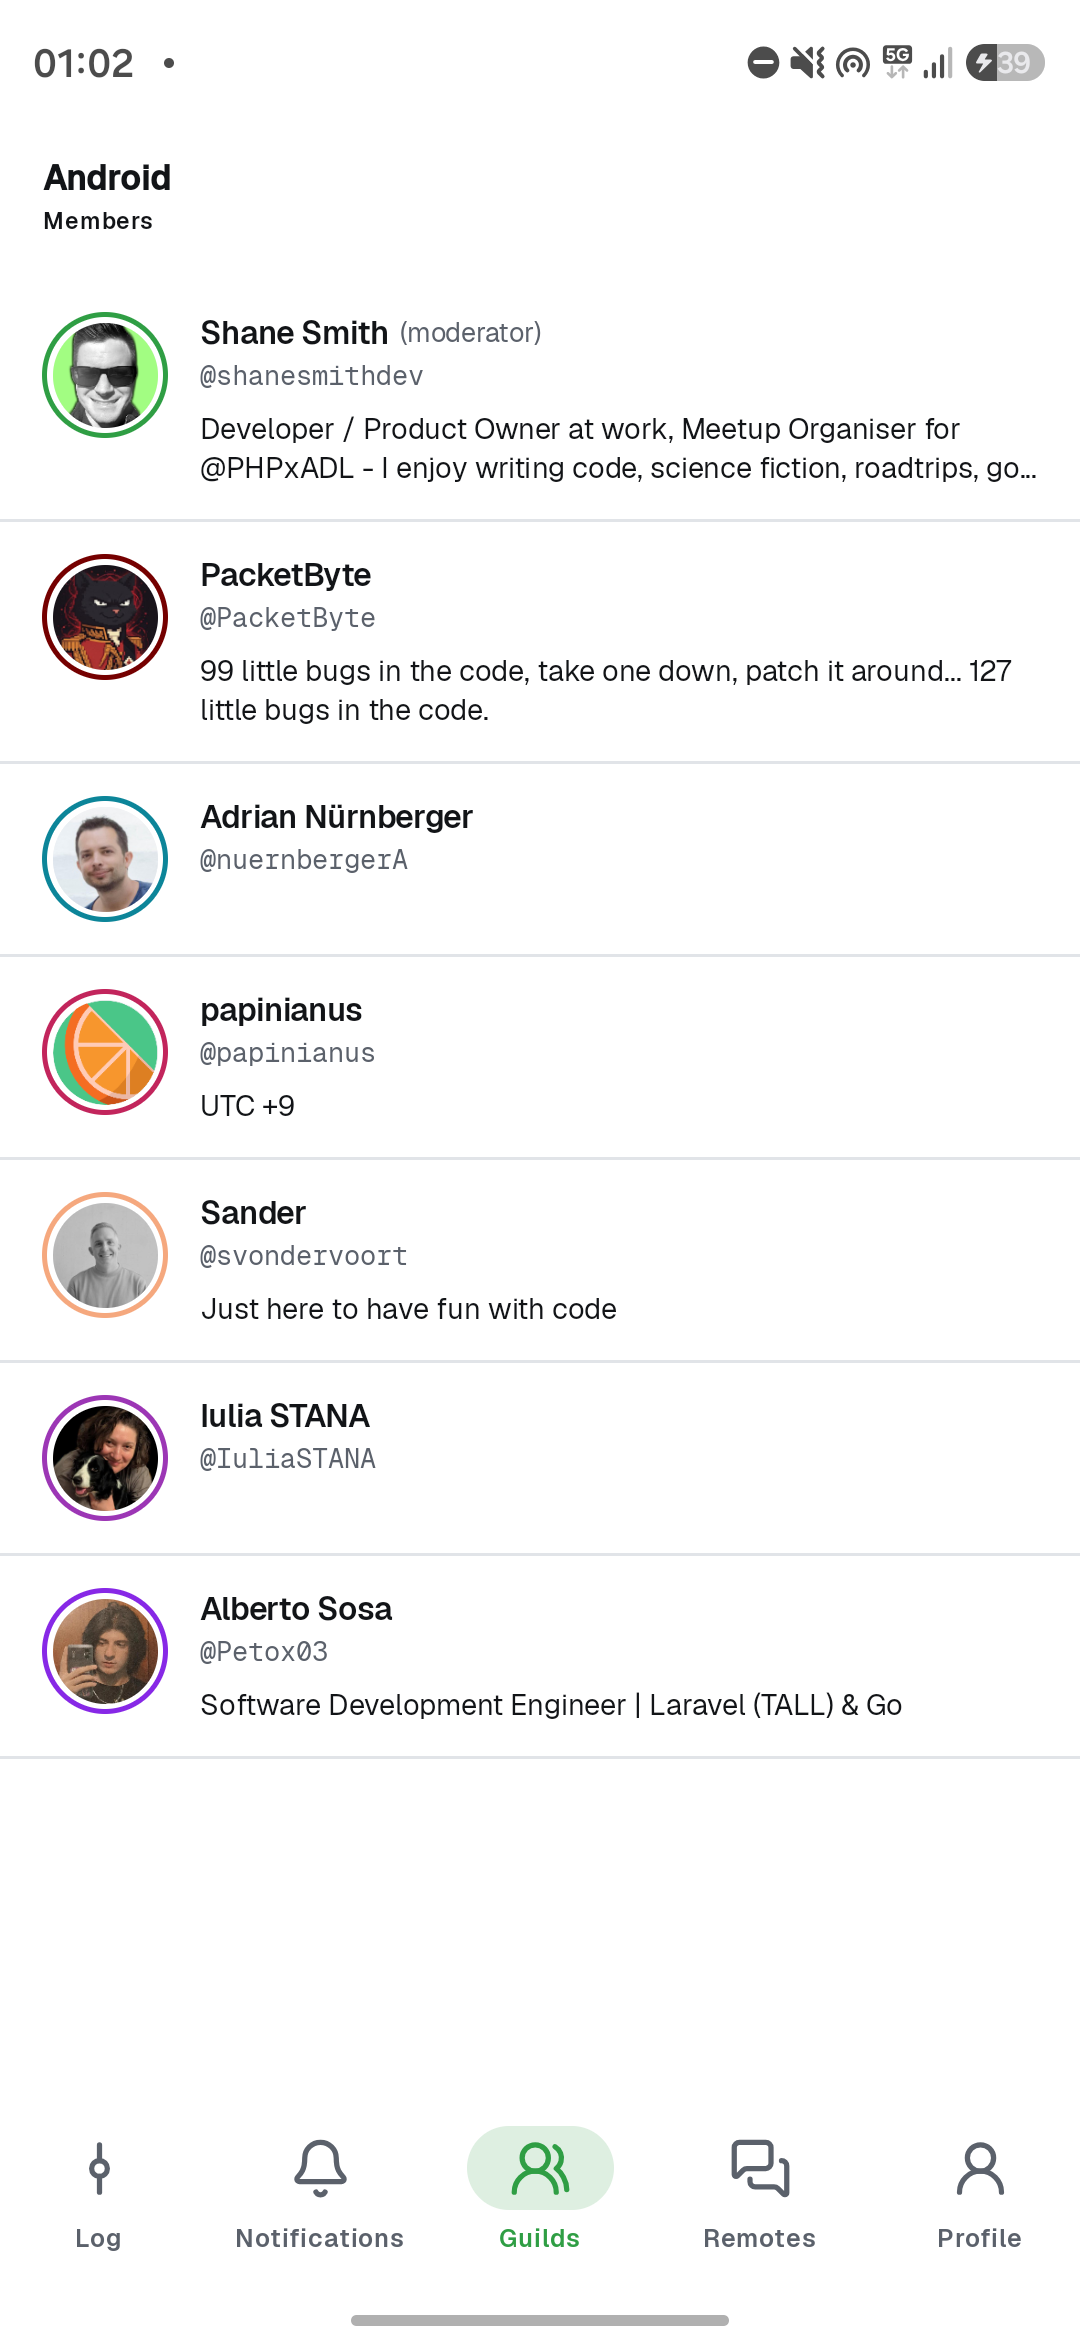 01:02
5G
39
Android
Members
Shane Smith (moderator)
@shanesmithdev
Developer / Product Owner at work, Meetup Organiser for
@PHPxADL - I enjoy writing code, science fiction, roadtrips, go...
PacketByte
@PacketByte
99 little bugs in the code, take one down, patch it around... 127
little bugs in the code.
Adrian Nürnberger
@nuernbergerA
papinianus
@papinianus
UTC +9
Sander
@svondervoort
Just here to have fun with code
Iulia STANA
@IuliaSTANA
Alberto Sosa
@Petox03
Software Development Engineer | Laravel (TALL) & Go
Log
Notifications
Guilds
Remotes
Profile